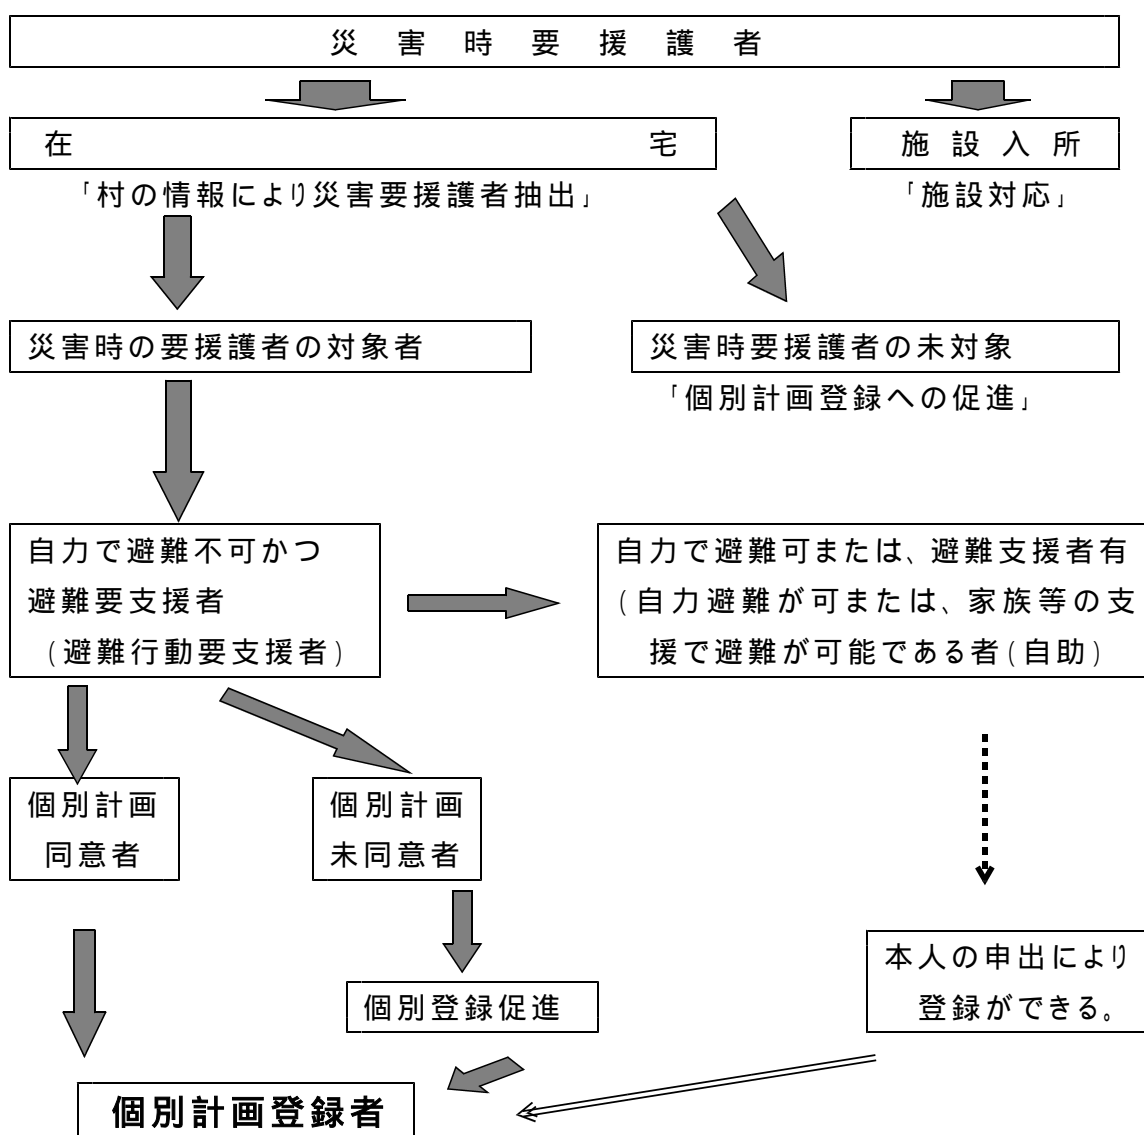 災害時要援護者
在宅
施設入所
「村の情報により災害要援護者抽出」
「施設対応」
災害時の要援護者の対象者
災害時要援護者の未対象
「個別計画登録への促進」
自力で避難不可かつ
避難要支援者
(避難行動要支援者)
自力で避難可または、避難支援者有
(自力避難が可または、家族等の支
援で避難が可能である者(自助)
個別計画
同意者
個別計画
未同意者
本人の申出により
登録ができる。
個別登録促進
個別計画登録者